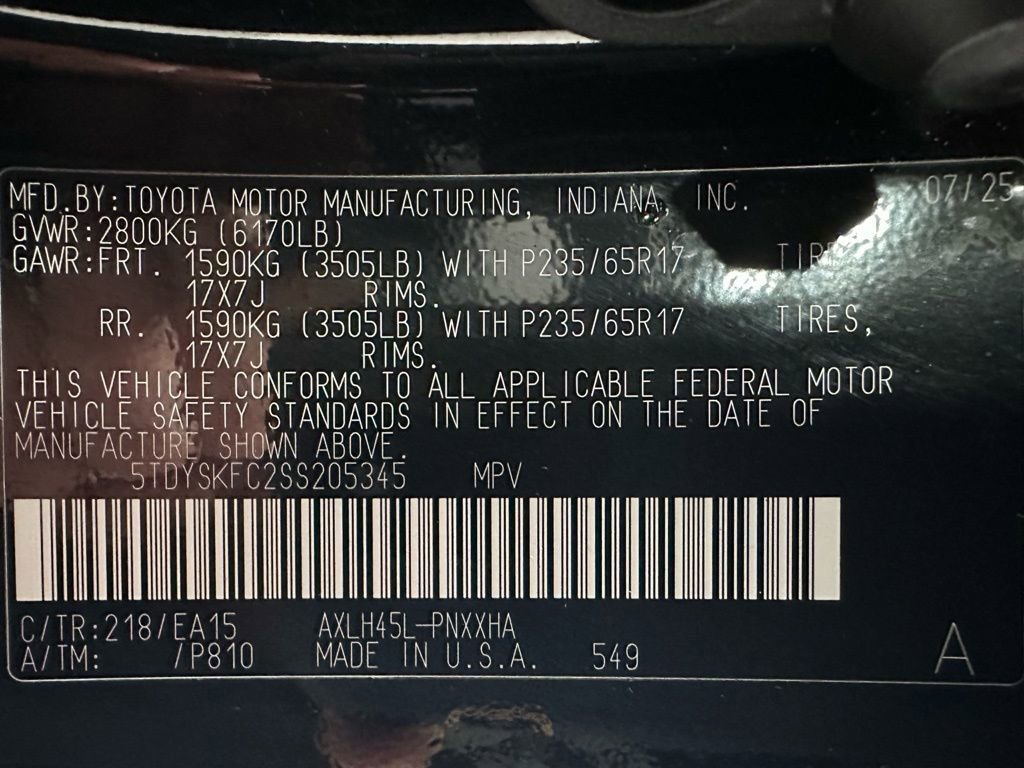 MFD.BY:TOYOTA MOTOR MANUFACTURING, INDIANA, INC. 07/25
GVWR:2800KG (6170LB)
GAWR:FRT. 1590KG (3505LB) WITH P235/65R17 TIRES,
17X7J RIMS.
RR. 1590KG (3505LB) WITH P235/65R17 TIRES,
17X7J RIMS.
THIS VEHICLE CONFORMS TO ALL APPLICABLE FEDERAL MOTOR
VEHICLE SAFETY STANDARDS IN EFFECT ON THE DATE OF
MANUFACTURE SHOWN ABOVE.
5TDYSKFC2SS205345 MPV
C/TR:218/EA15 AXLH45L-PNXXHA
A/TM: /P810 MADE IN U.S.A. 549 A